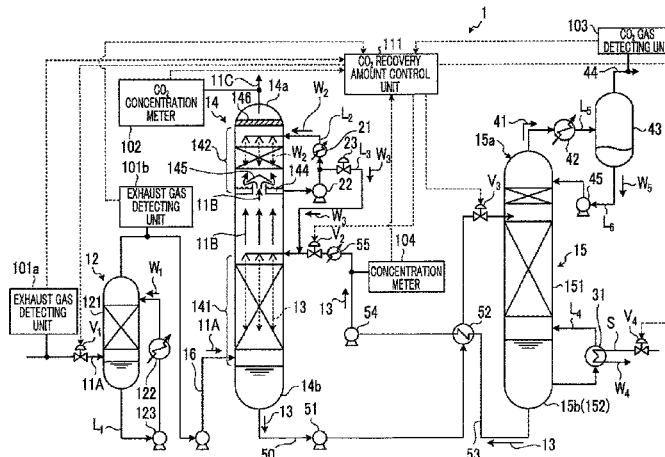 1
103
CO₂ GAS
DETECTING UNIT
111
CO₂ RECOVERY
AMOUNT CONTROL
UNIT
11C
14a
44
CO₂
CONCENTRATION
METER
102
14
146
W₂
L₂
21
41
15a
L₅
42
43
142
W₂
23
L₃
W₃
101b
145
144
22
V₃
45
W₅
L₆
EXHAUST GAS
DETECTING
UNIT
11B
11B
W₃
V₂
55
104
CONCENTRATION
METER
101a
12
W₁
EXHAUST GAS
DETECTING
UNIT
121
V₁
141
11A
13
13
54
52
15
151
L₄
31
S
V₄
W₄
11A
122
16
L₁
123
14b
13
50
51
53
13
15b(152)